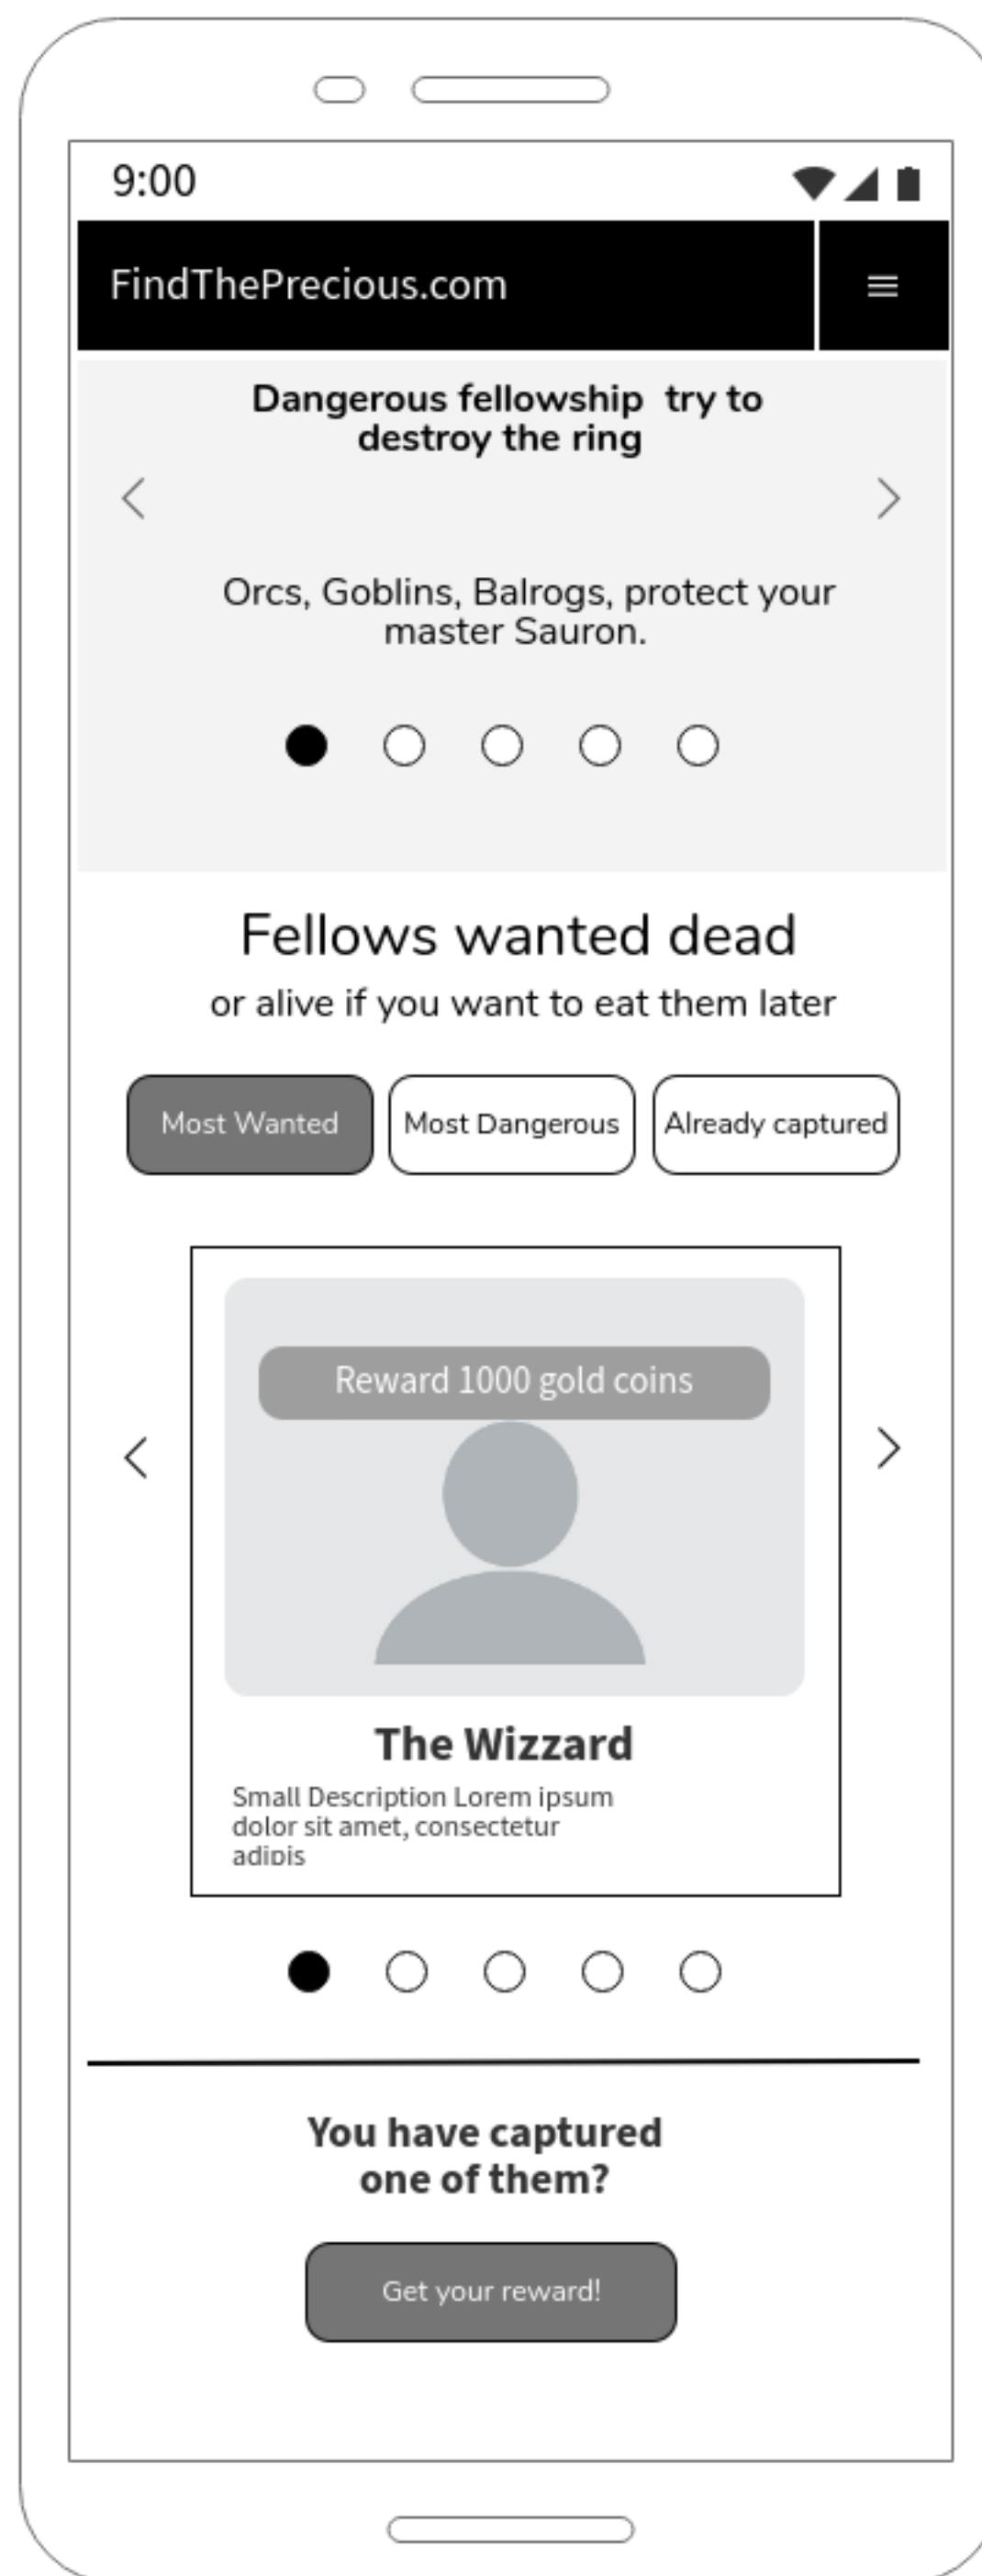 9:00
FindThePrecious.com
Dangerous fellowship  try to
destroy the ring
Orcs, Goblins, Balrogs, protect your
master Sauron.
Fellows wanted dead
or alive if you want to eat them later
Most Wanted
Most Dangerous
Already captured
Reward 1000 gold coins
The Wizzard
Small Description Lorem ipsum
dolor sit amet, consectetur
adipis
You have captured
one of them?
Get your reward!